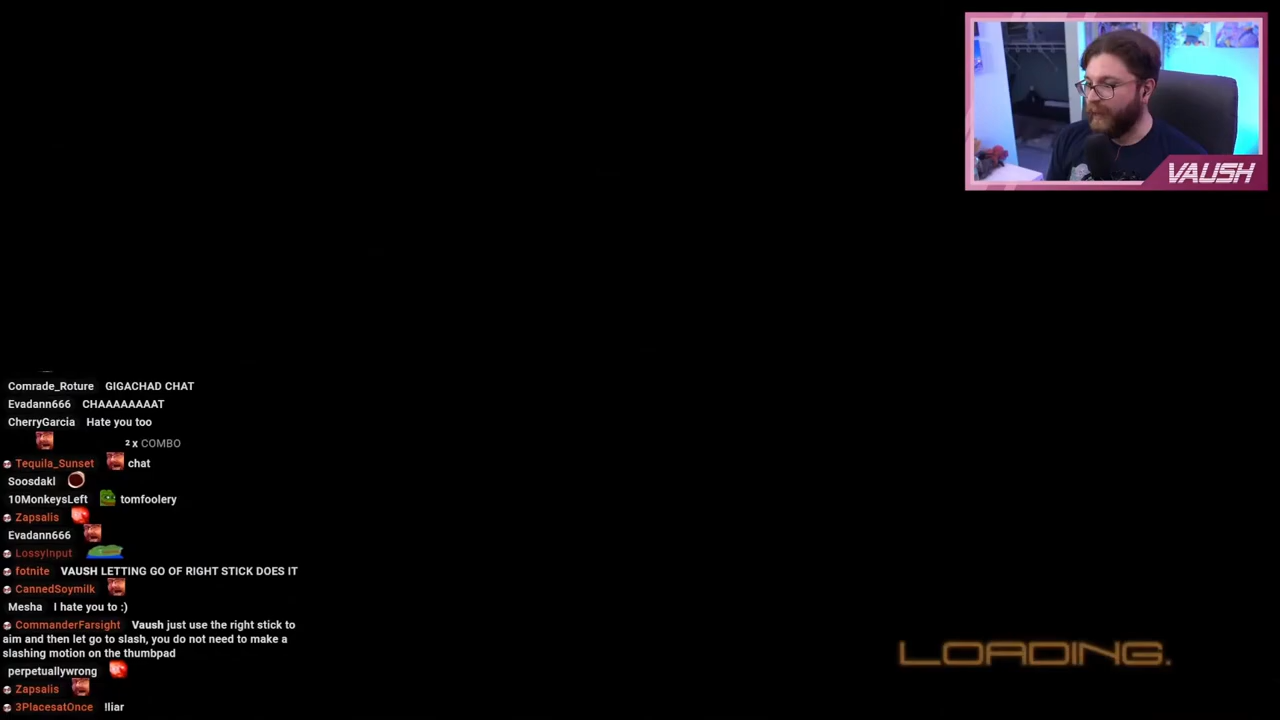 VAUSH
Comrade_Roture GIGACHAD CHAT
Evadann666 CHAAAAAAAT
CherryGarcia Hate you too
2 x COMBO
Tequila_Sunset chat
Soosdakl
10MonkeysLeft tomfoolery
Zapsalis
Evadann666
LossyInput
fotnite VAUSH LETTING GO OF RIGHT STICK DOES IT
CannedSoymilk
Mesha I hate you to :)
CommanderFarsight Vaush just use the right stick to
aim and then let go to slash, you do not need to make a
slashing motion on the thumbpad
perpetuallywrong
Zapsalis
3PlacesatOnce !liar
LOADING.